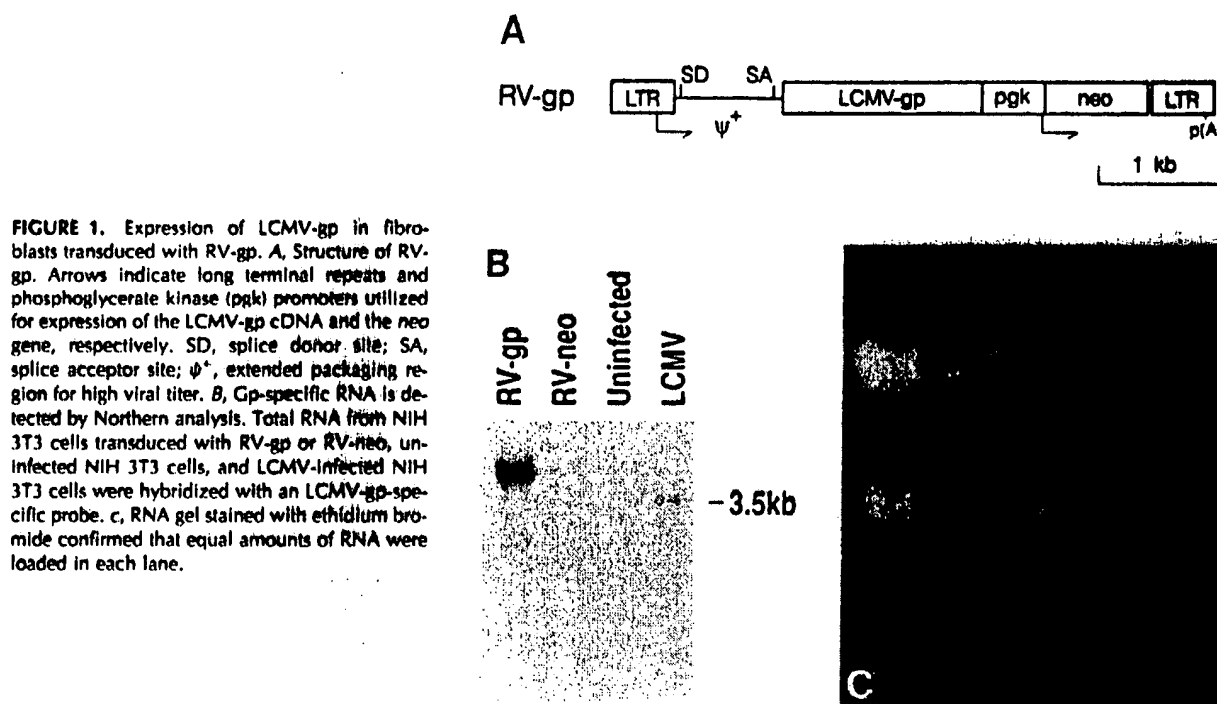 A
RV-gp
LTR SD ψ+ SA LCMV-gp pgk neo LTR
p(A
1 kb
FIGURE 1. Expression of LCMV-gp in fibro-
blasts transduced with RV-gp. A, Structure of RV-
gp. Arrows indicate long terminal repeats and
phosphoglycerate kinase (pgk) promoters utilized
for expression of the LCMV-gp cDNA and the neo
gene, respectively. SD, splice donor site; SA,
splice acceptor site; ψ+, extended packaging re-
gion for high viral titer. B, Gp-specific RNA is de-
tected by Northern analysis. Total RNA from NIH
3T3 cells transduced with RV-gp or RV-neo, un-
infected NIH 3T3 cells, and LCMV-infected NIH
3T3 cells were hybridized with an LCMV-gp-spe-
cific probe. c, RNA gel stained with ethidium bro-
mide confirmed that equal amounts of RNA were
loaded in each lane.
B
RV-gp
RV-neo
Uninfected
LCMV
-3.5kb
C